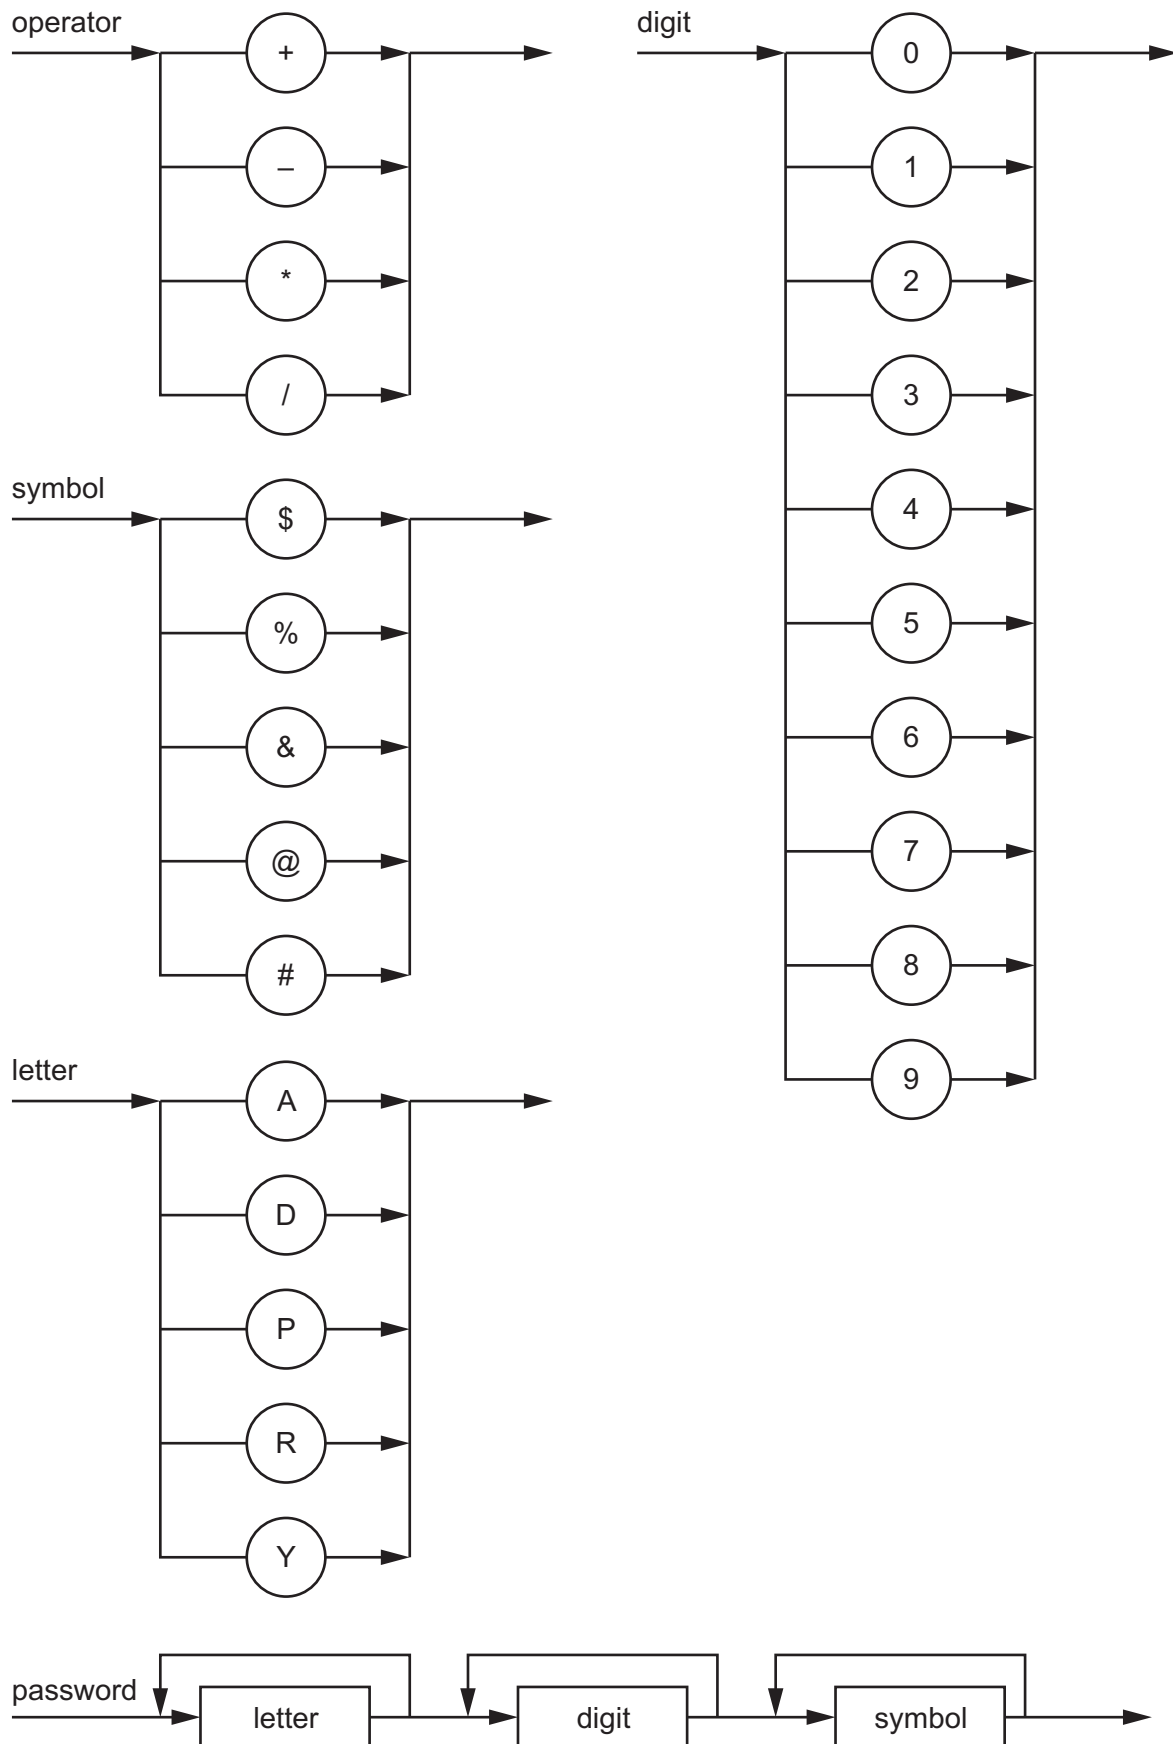 operator
+
–
*
/
symbol
$
%
&
@
#
letter
A
D
P
R
Y
digit
0
1
2
3
4
5
6
7
8
9
password
letter
digit
symbol